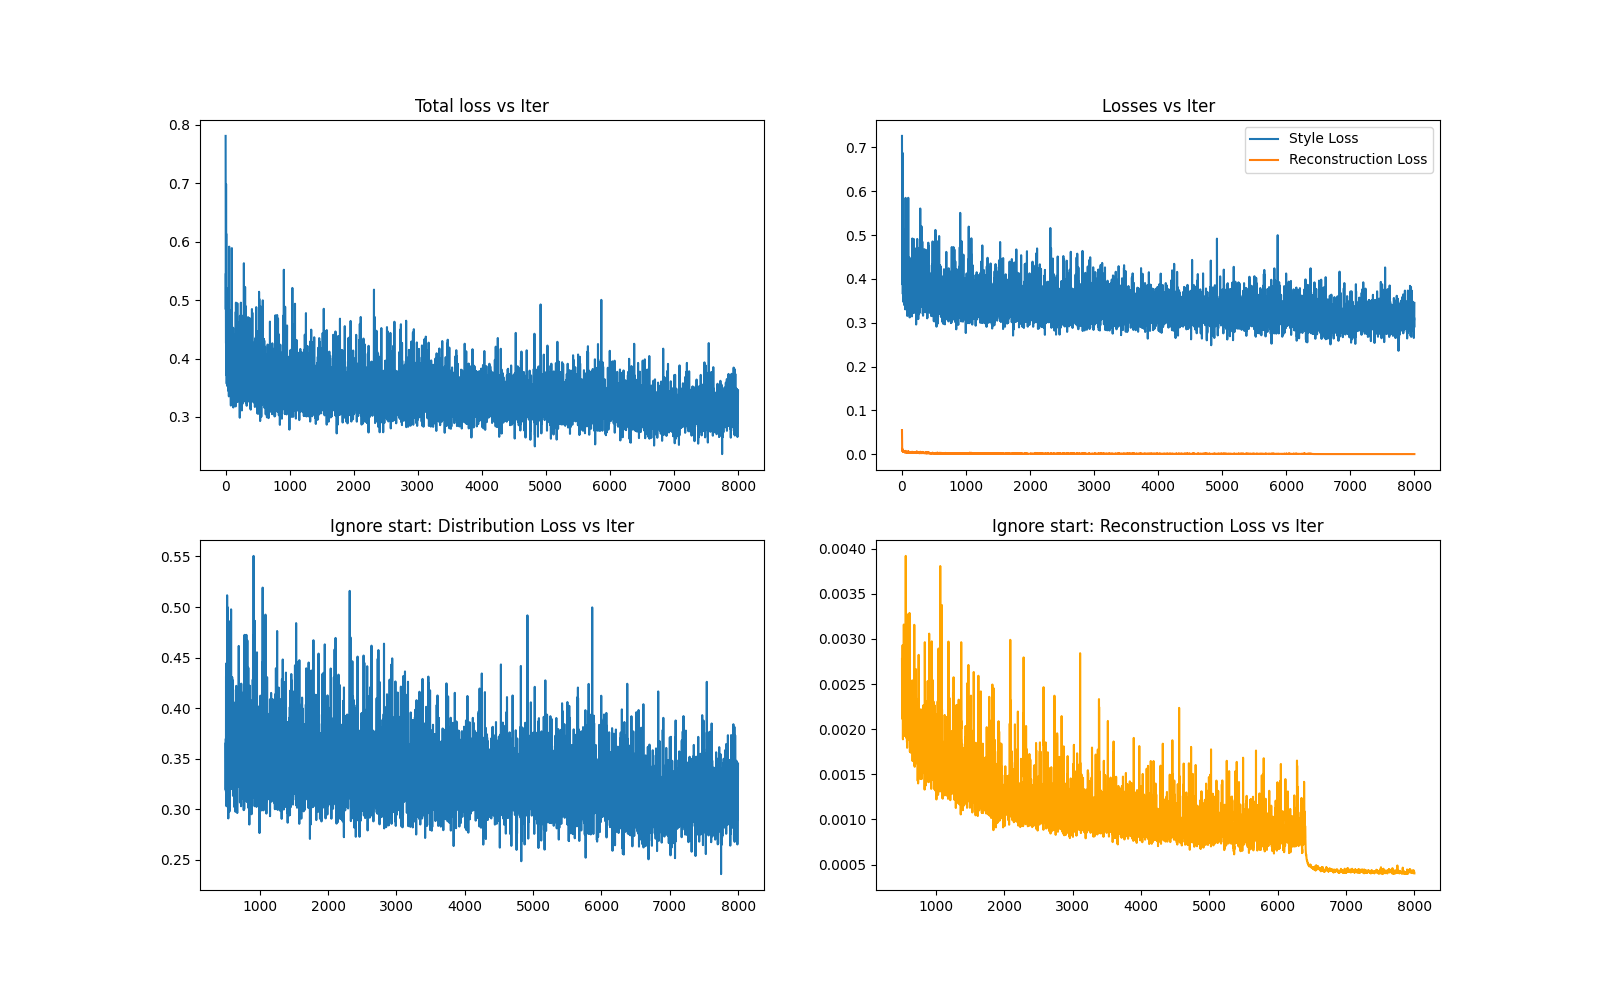 Total loss vs Iter
0.8
0.7
0.6
0.5
0.4
0.3
0 1000 2000 3000 4000 5000 6000 7000 8000
Losses vs Iter
Style Loss
Reconstruction Loss
0.7
0.6
0.5
0.4
0.3
0.2
0.1
0.0
0 1000 2000 3000 4000 5000 6000 7000 8000
Ignore start: Distribution Loss vs Iter
0.55
0.50
0.45
0.40
0.35
0.30
0.25
1000 2000 3000 4000 5000 6000 7000 8000
Ignore start: Reconstruction Loss vs Iter
0.0040
0.0035
0.0030
0.0025
0.0020
0.0015
0.0010
0.0005
1000 2000 3000 4000 5000 6000 7000 8000